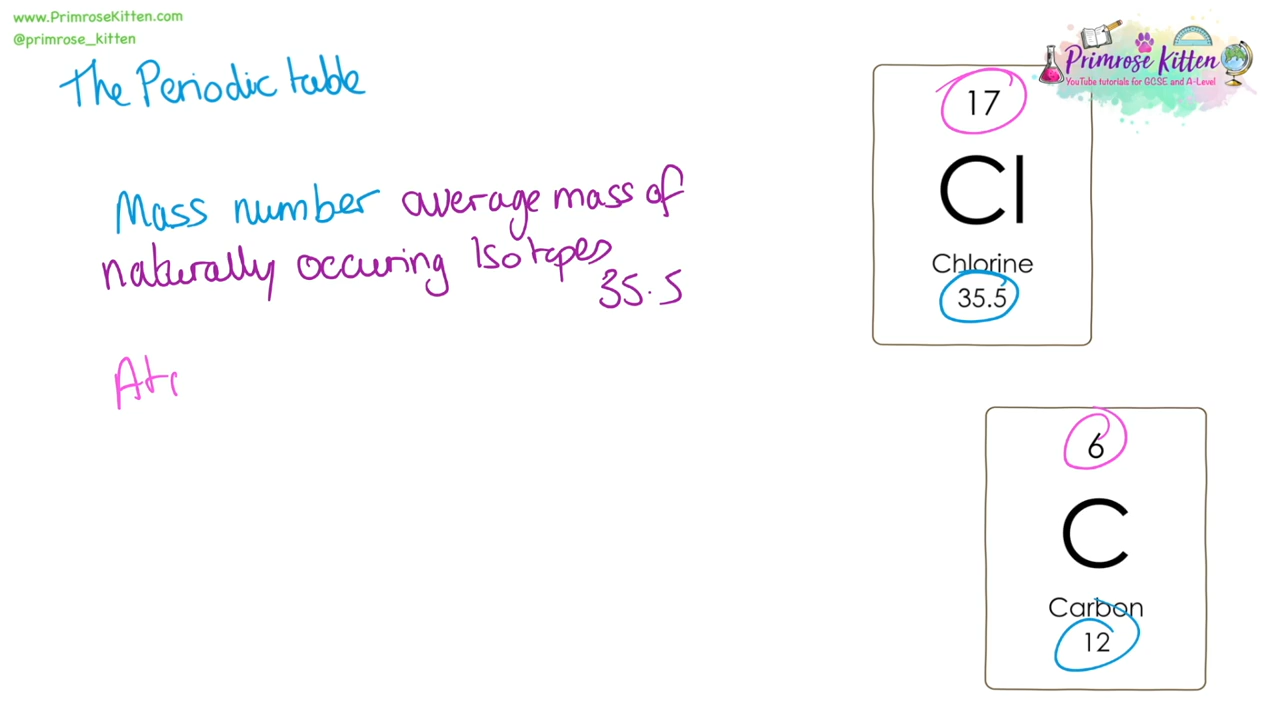 www.PrimroseKitten.com
@primrose_kitten
The Periodic table
Primrose Kitten
YouTube tutorials for GCSE and A-Level
17
Cl
Chlorine
35.5
Mass number average mass of
naturally occuring Isotopes
35.5
At
6
C
Carbon
12